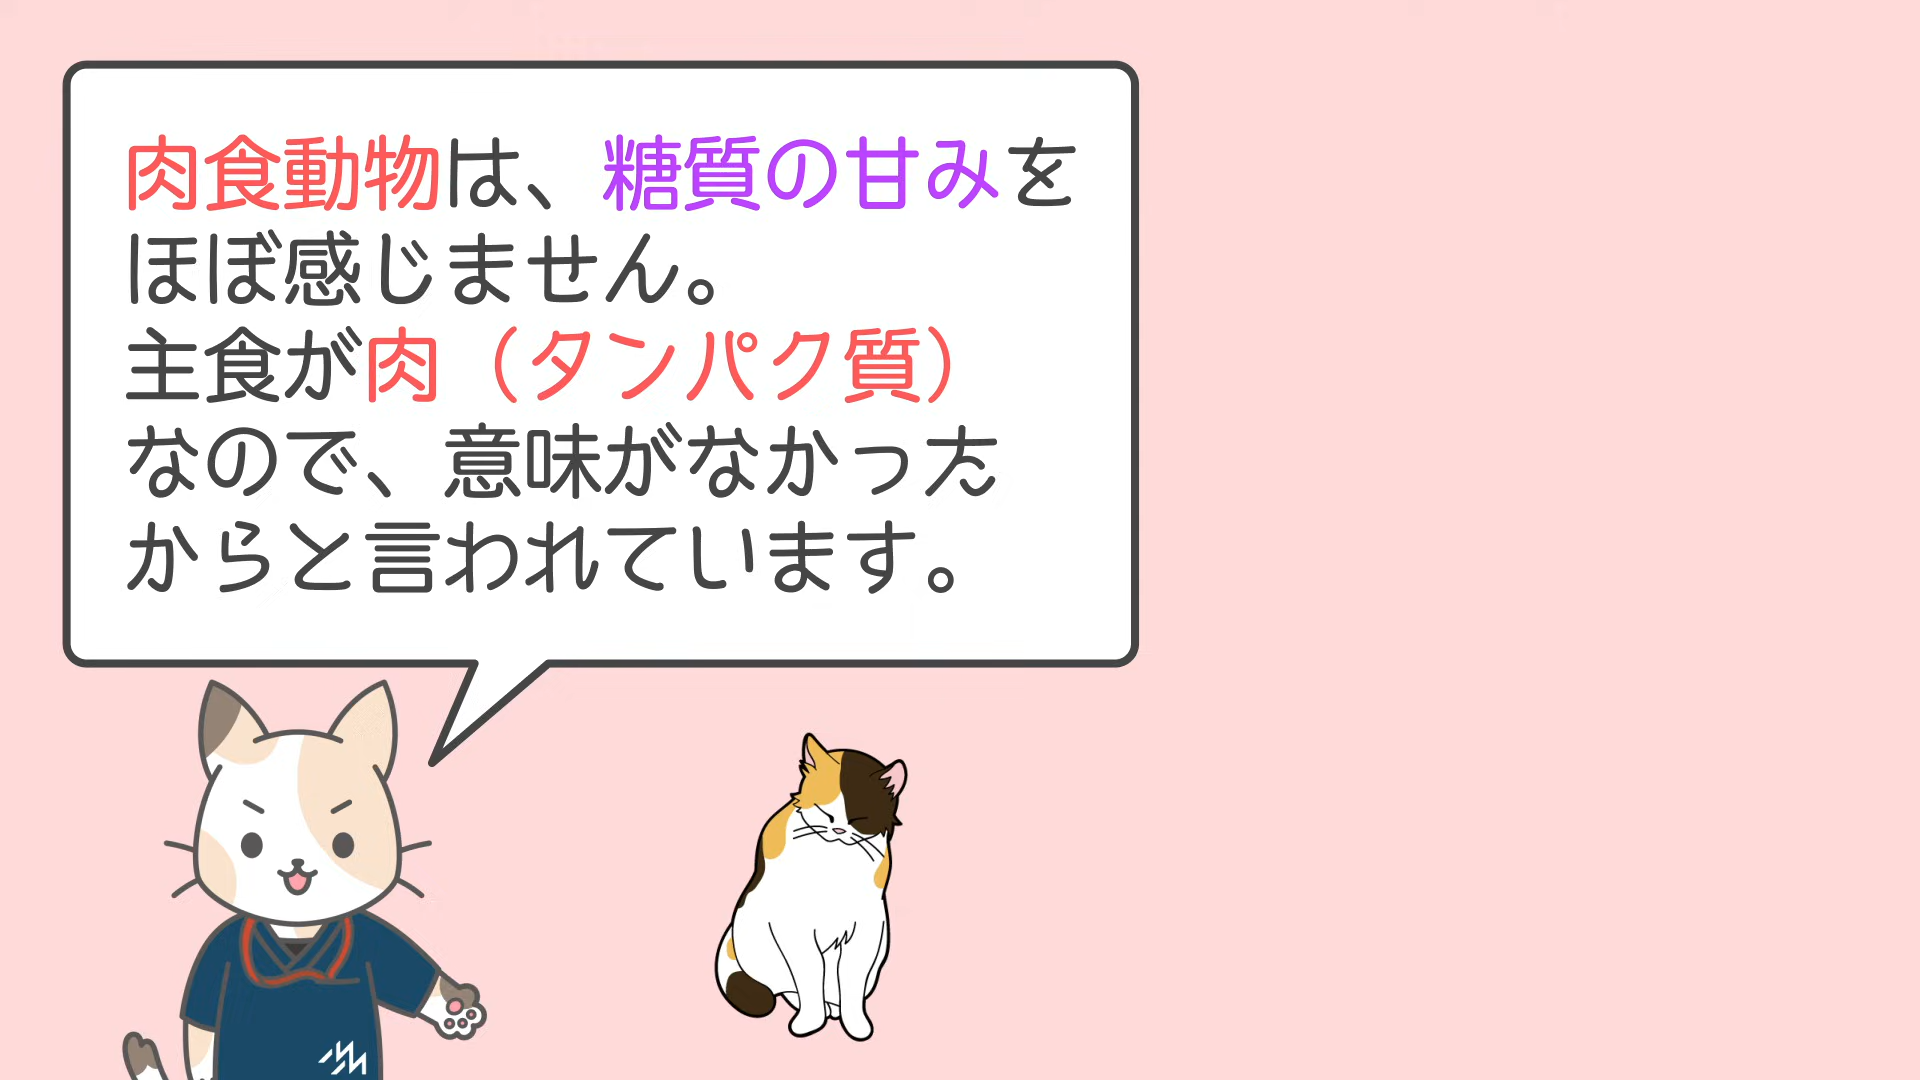 肉食動物は、糖質の甘みを
ほぼ感じません。
主食が肉（タンパク質）
なので、意味がなかった
からと言われています。